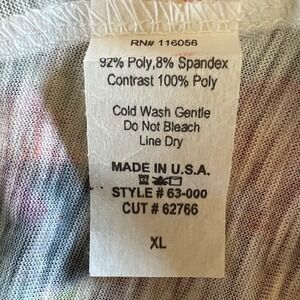 RN# 116056
92% Poly,8% Spandex
Contrast 100% Poly
Cold Wash Gentle
Do Not Bleach
Line Dry
MADE IN U.S.A.
STYLE # 63-000
CUT # 62766
XL